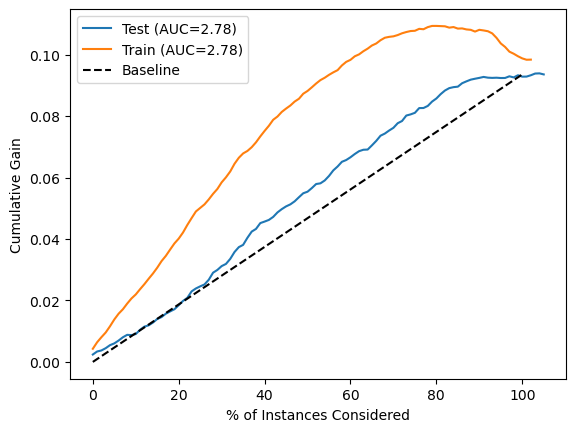 Test (AUC=2.78)
Train (AUC=2.78)
Baseline
Cumulative Gain
0.10
0.08
0.06
0.04
0.02
0.00
0 20 40 60 80 100
% of Instances Considered